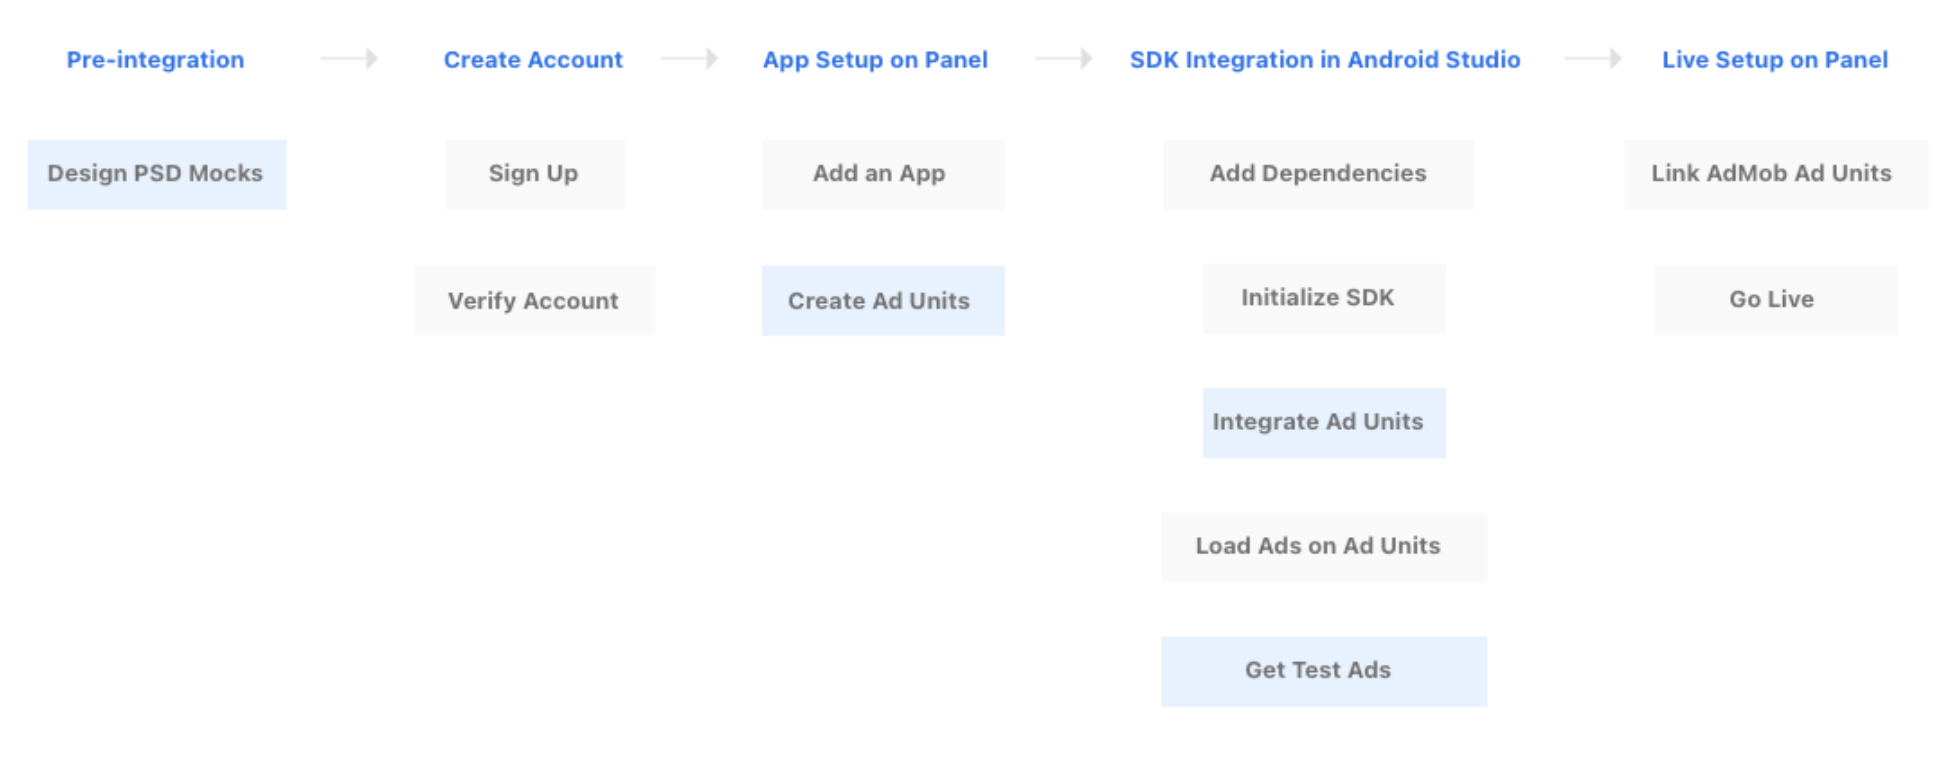 Pre-integration
Create Account
App Setup on Panel
SDK Integration in Android Studio
Live Setup on Panel
Design PSD Mocks
Sign Up
Add an App
Add Dependencies
Link AdMob Ad Units
Verify Account
Create Ad Units
Initialize SDK
Go Live
Integrate Ad Units
Load Ads on Ad Units
Get Test Ads